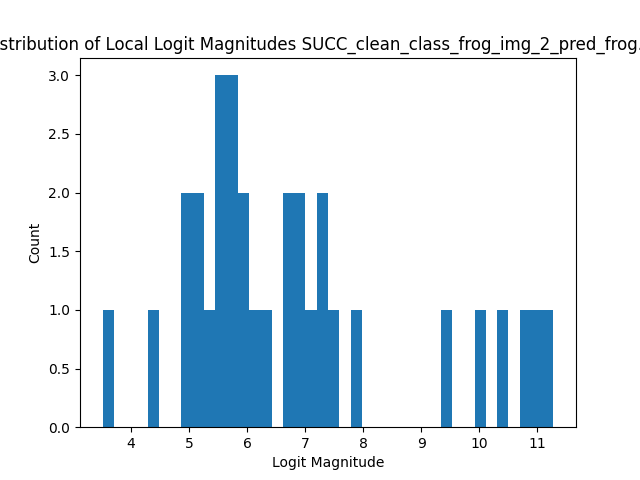 stribution of Local Logit Magnitudes SUCC_clean_class_frog_img_2_pred_frog.
3.0
2.5
2.0
1.5
1.0
0.5
0.0
Count
4 5 6 7 8 9 10 11
Logit Magnitude